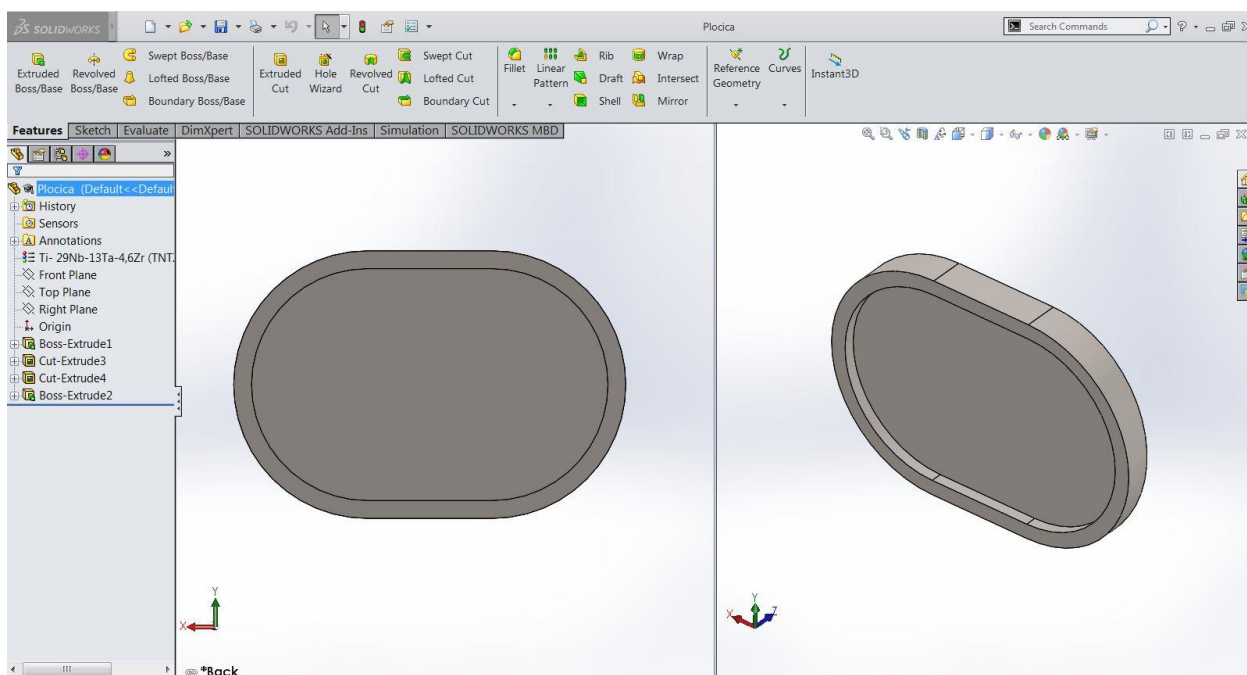 SOLIDWORKS Plocica Search Commands
Extruded Boss/Base
Revolved Boss/Base
Swept Boss/Base
Lofted Boss/Base
Boundary Boss/Base
Extruded Cut
Hole Wizard
Revolved Cut
Swept Cut
Lofted Cut
Boundary Cut
Fillet
Linear Pattern
Rib
Draft
Shell
Wrap
Intersect
Mirror
Reference Geometry
Curves
Instant3D
Features Sketch Evaluate DimXpert SOLIDWORKS Add-Ins Simulation SOLIDWORKS MBD
Plocica (Default<<Defaul
History
Sensors
Annotations
Ti- 29Nb-13Ta-4,6Zr (TNT
Front Plane
Top Plane
Right Plane
Origin
Boss-Extrude1
Cut-Extrude3
Cut-Extrude4
Boss-Extrude2
Y
X
*Back
Y
X
Z